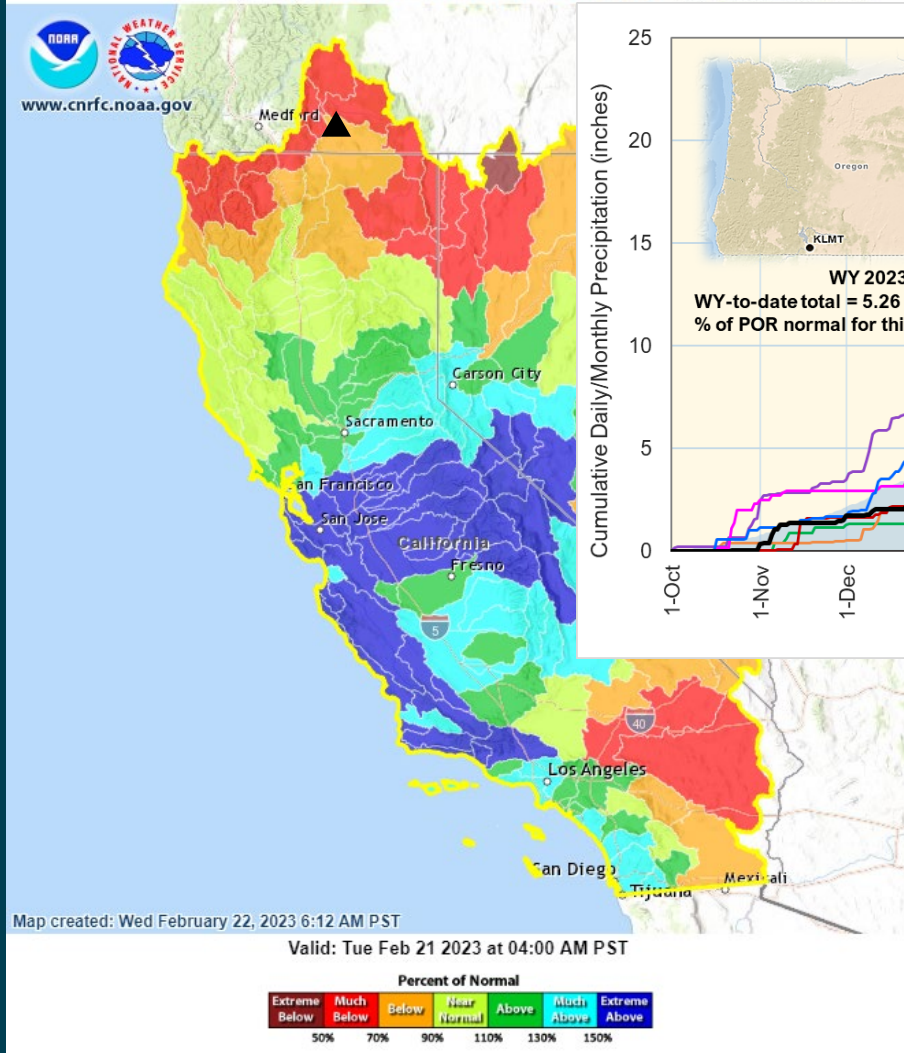 NOAA
NATIONAL WEATHER SERVICE
www.cnrfc.noaa.gov
Medford
Carson City
Sacramento
an Francisco
San Jose
California
Fresno
5
40
Los Angeles
San Diego
Tijuana
Mexicali
Map created: Wed February 22, 2023 6:12 AM PST
Valid: Tue Feb 21 2023 at 04:00 AM PST
Percent of Normal
Extreme Below
Much Below
Below
Near Normal
Above
Much Above
Extreme Above
50% 70% 90% 110% 130% 150%
Cumulative Daily/Monthly Precipitation (inches)
25
20
15
10
5
0
Oregon
KLMT
WY 2023
WY-to-date total = 5.26
% of POR normal for thi
1-Oct
1-Nov
1-Dec